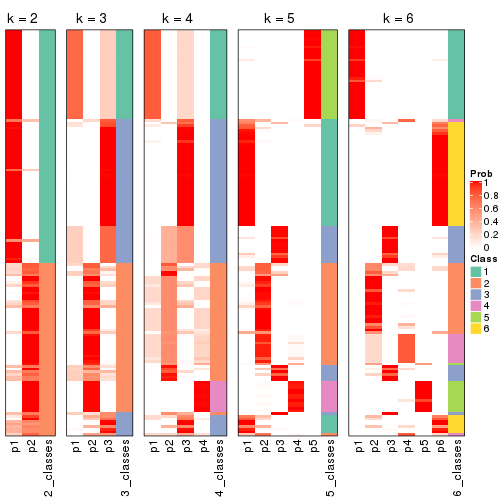 k = 2
k = 3
k = 4
k = 5
k = 6
p1
p2
2_classes
p1
p2
p3
3_classes
p1
p2
p3
p4
4_classes
p1
p2
p3
p4
p5
5_classes
p1
p2
p3
p4
p5
p6
6_classes
Prob
1
0.8
0.6
0.4
0.2
0
Class
1
2
3
4
5
6